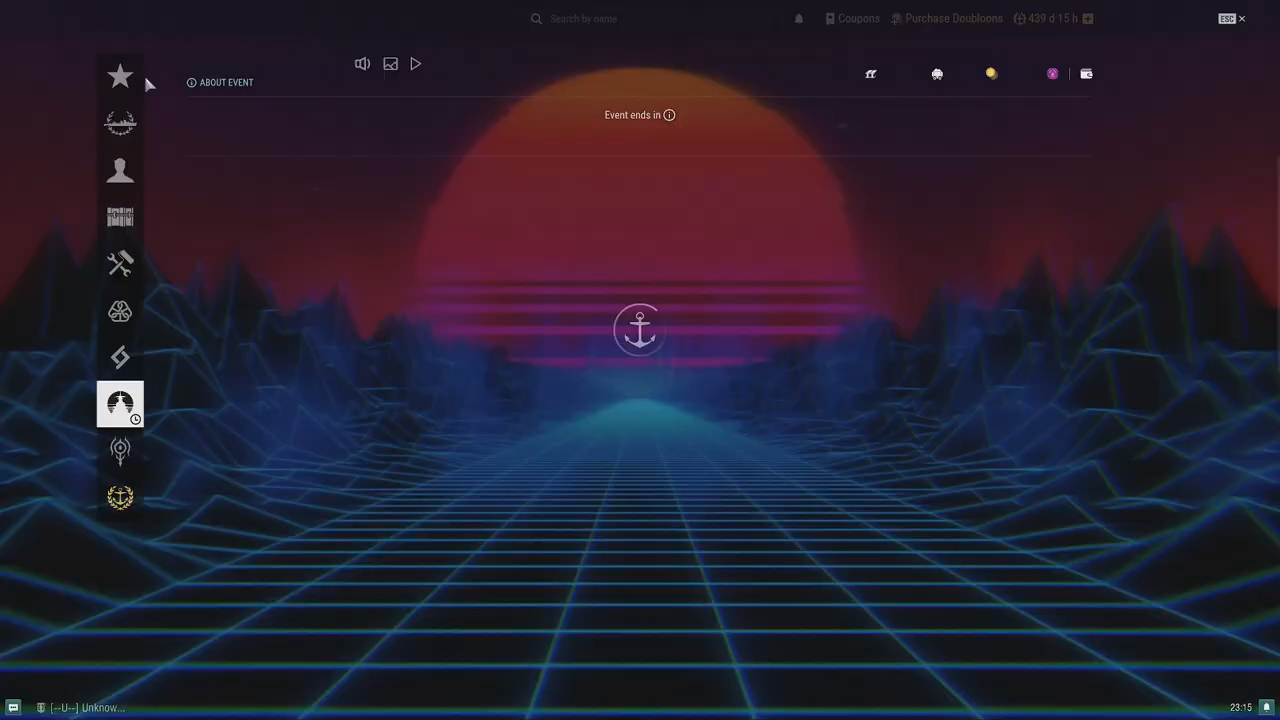 Search by name
Coupons
Purchase Doubloons
439 d 15 h
ESC
ABOUT EVENT
Event ends in
[--U--] Unknow...
23:15